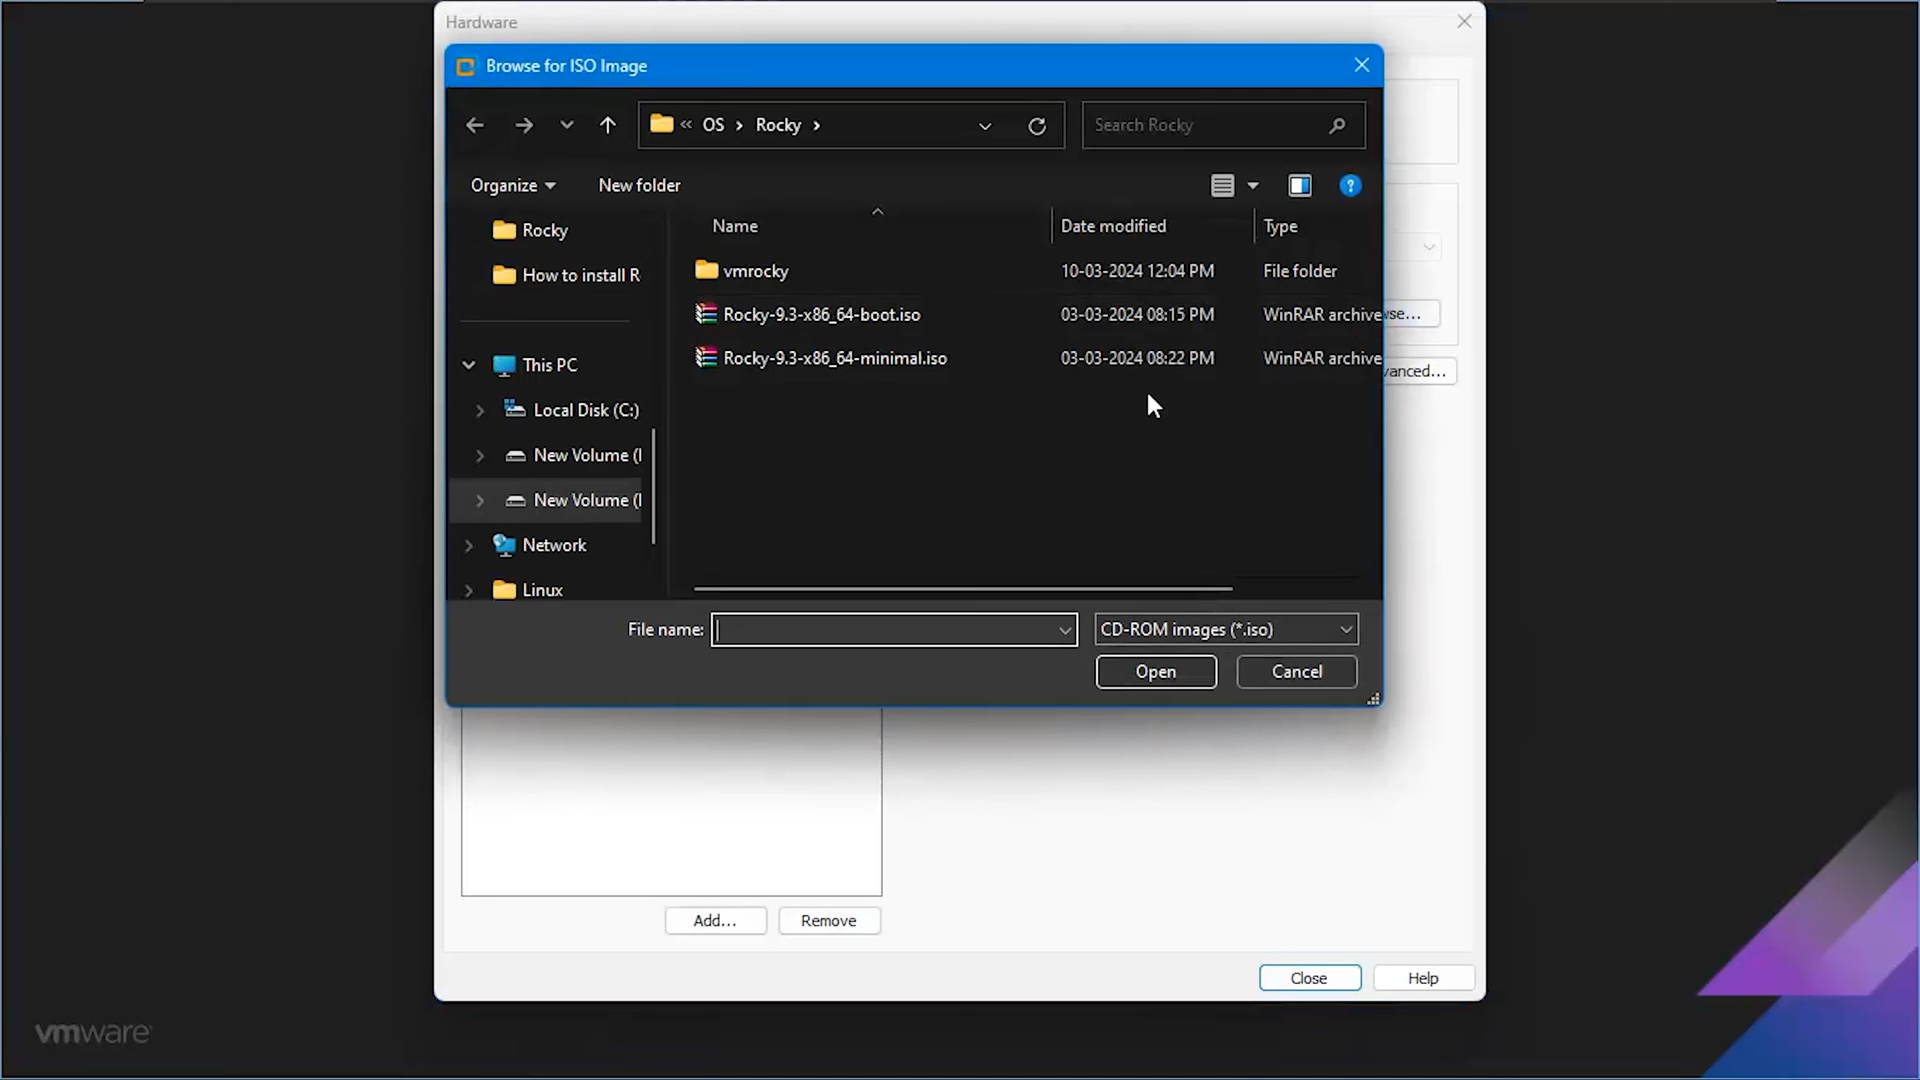 Hardware
Browse for ISO Image
« OS > Rocky >
Search Rocky
Organize
New folder
Name
Date modified
Type
Rocky
How to install R
This PC
Local Disk (C:)
New Volume (
New Volume (
Network
Linux
vmrocky 10-03-2024 12:04 PM File folder
Rocky-9.3-x86_64-boot.iso 03-03-2024 08:15 PM WinRAR archive
Rocky-9.3-x86_64-minimal.iso 03-03-2024 08:22 PM WinRAR archive
se...
vanced...
File name:
CD-ROM images (*.iso)
Open
Cancel
Add...
Remove
Close
Help
vmware